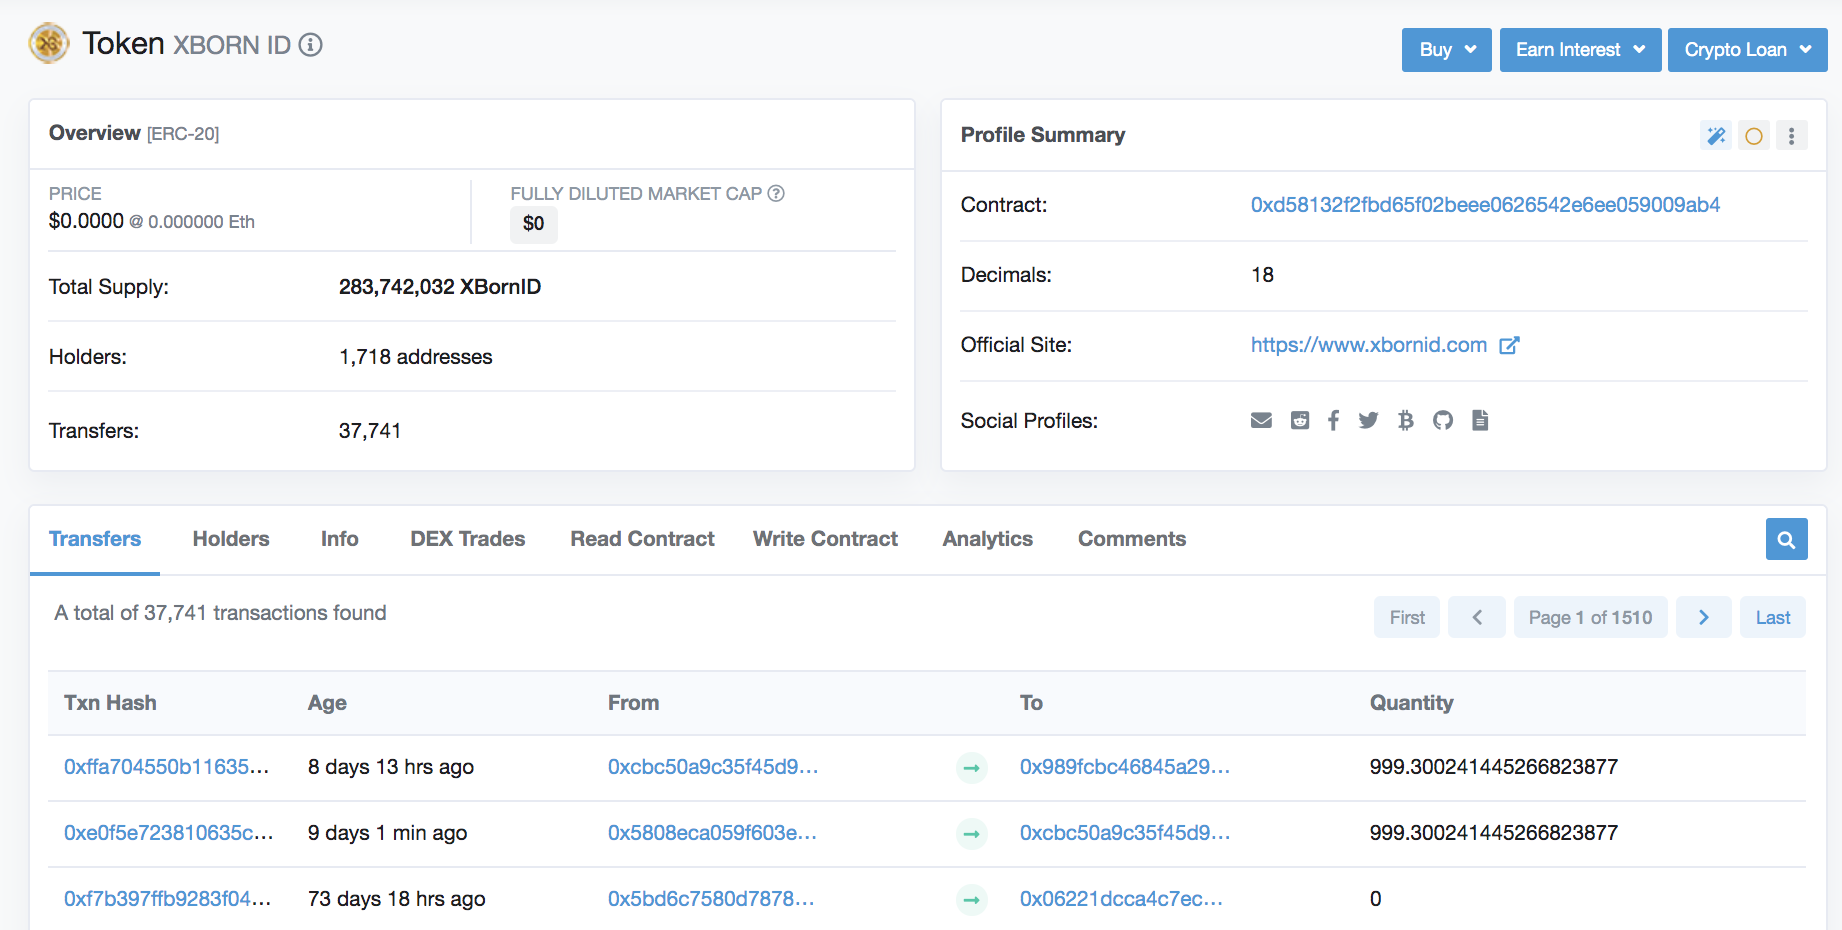 Token XBORN ID
Buy
Earn Interest
Crypto Loan
Overview [ERC-20]
PRICE
$0.0000 @ 0.000000 Eth
FULLY DILUTED MARKET CAP
$0
Total Supply: 283,742,032 XBornID
Holders: 1,718 addresses
Transfers: 37,741
Profile Summary
Contract: 0xd58132f2fbd65f02beee0626542e6ee059009ab4
Decimals: 18
Official Site: https://www.xbornid.com
Social Profiles:
Transfers Holders Info DEX Trades Read Contract Write Contract Analytics Comments
A total of 37,741 transactions found
First Page 1 of 1510 Last
Txn Hash Age From To Quantity
0xffa704550b11635... 8 days 13 hrs ago 0xcbc50a9c35f45d9... 0x989fcbc46845a29... 999.300241445266823877
0xe0f5e723810635c... 9 days 1 min ago 0x5808eca059f603e... 0xcbc50a9c35f45d9... 999.300241445266823877
0xf7b397ffb9283f04... 73 days 18 hrs ago 0x5bd6c7580d7878... 0x06221dcca4c7ec... 0